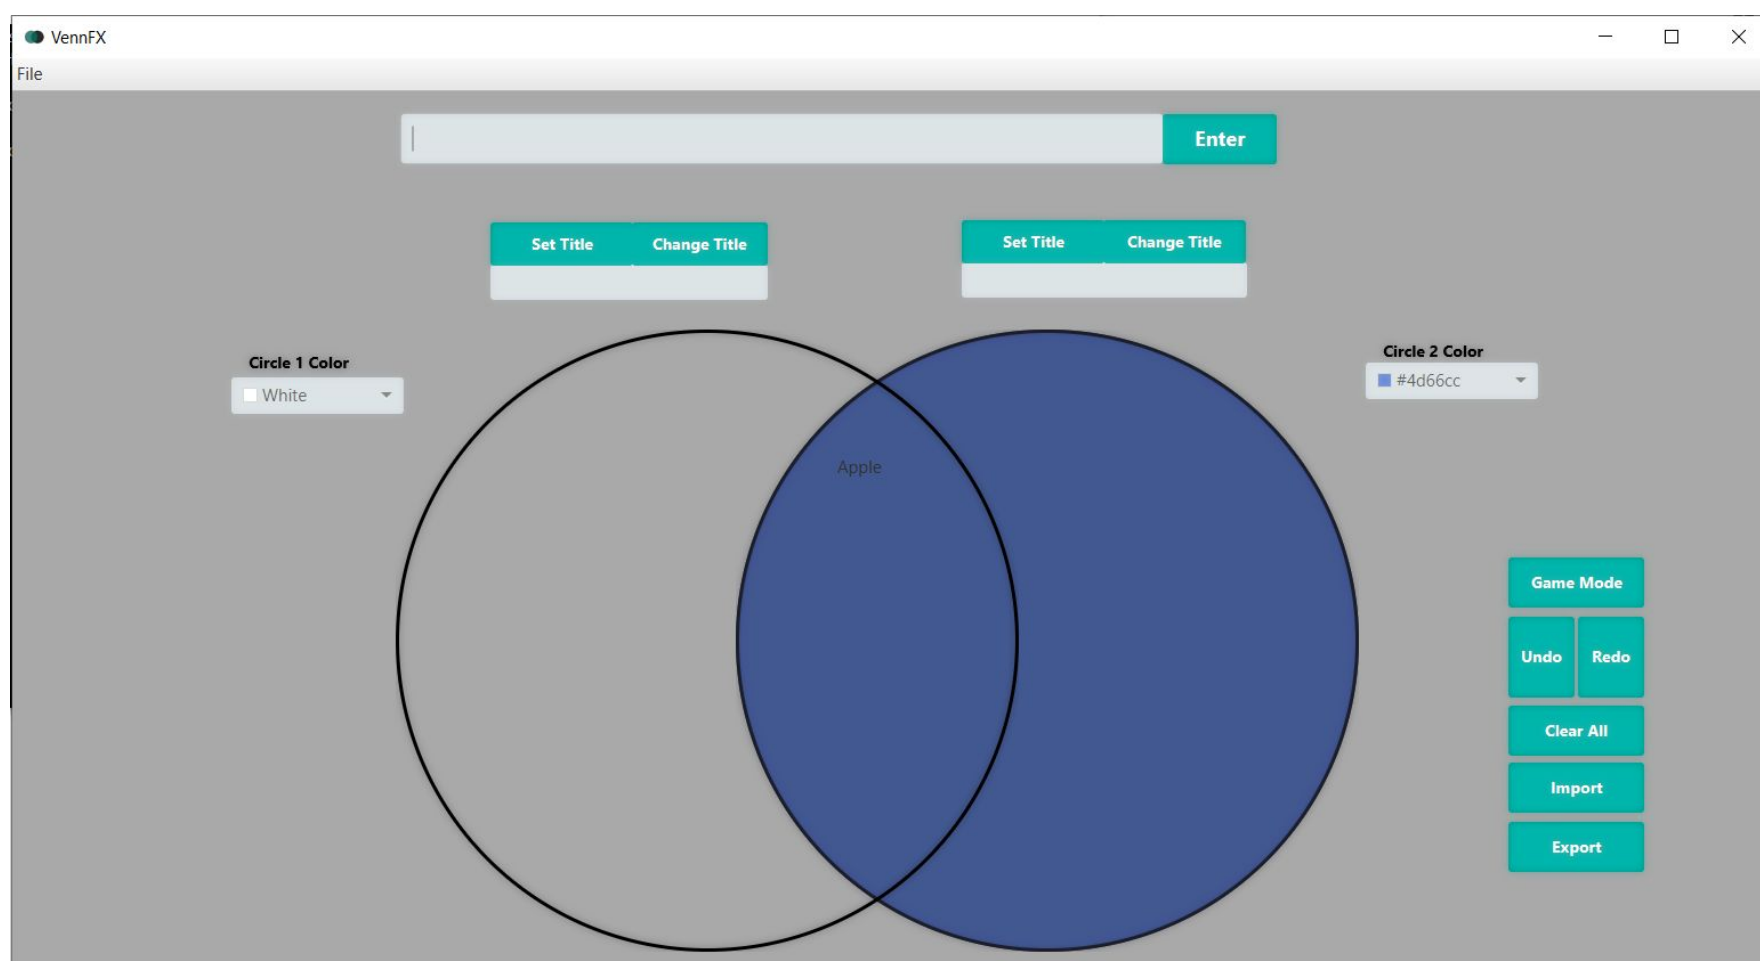 VennFX
File
Enter
Set Title Change Title
Set Title Change Title
Circle 1 Color
White
Circle 2 Color
#4d66cc
Apple
Game Mode
Undo Redo
Clear All
Import
Export